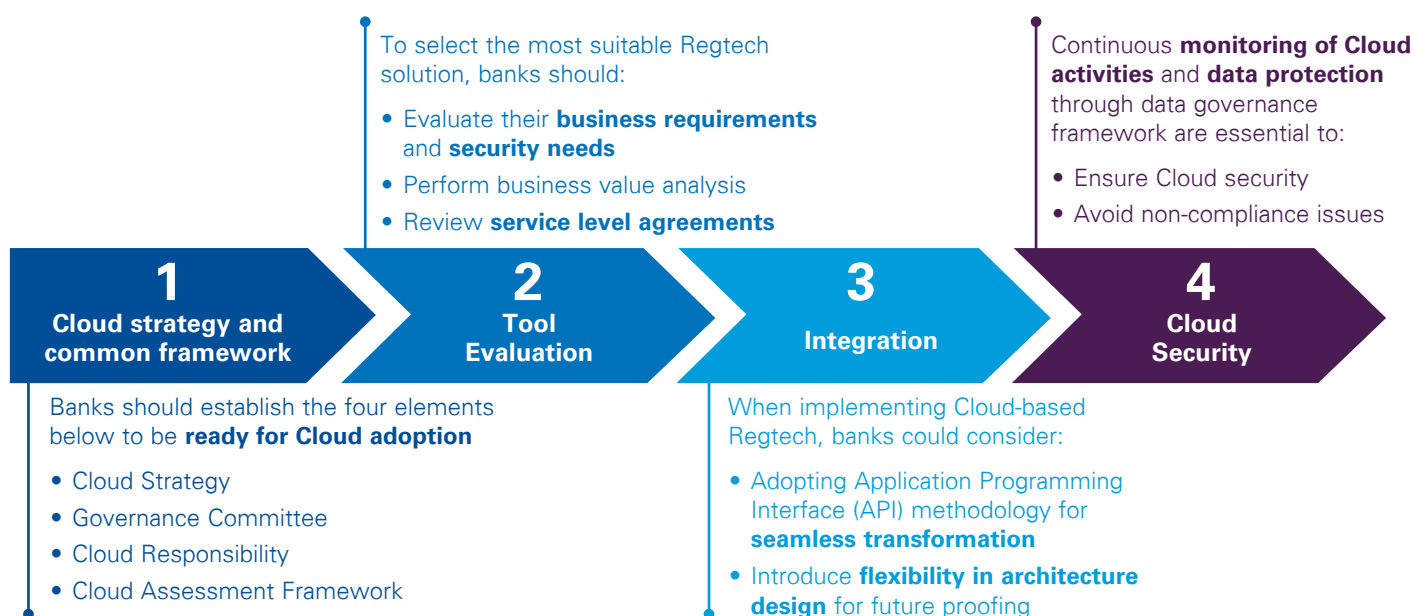 To select the most suitable Regtech
solution, banks should:
• Evaluate their business requirements
and security needs
• Perform business value analysis
• Review service level agreements
Continuous monitoring of Cloud
activities and data protection
through data governance
framework are essential to:
• Ensure Cloud security
• Avoid non-compliance issues
1
Cloud strategy and
common framework
2
Tool
Evaluation
3
Integration
4
Cloud
Security
Banks should establish the four elements
below to be ready for Cloud adoption
• Cloud Strategy
• Governance Committee
• Cloud Responsibility
• Cloud Assessment Framework
When implementing Cloud-based
Regtech, banks could consider:
• Adopting Application Programming
Interface (API) methodology for
seamless transformation
• Introduce flexibility in architecture
design for future proofing